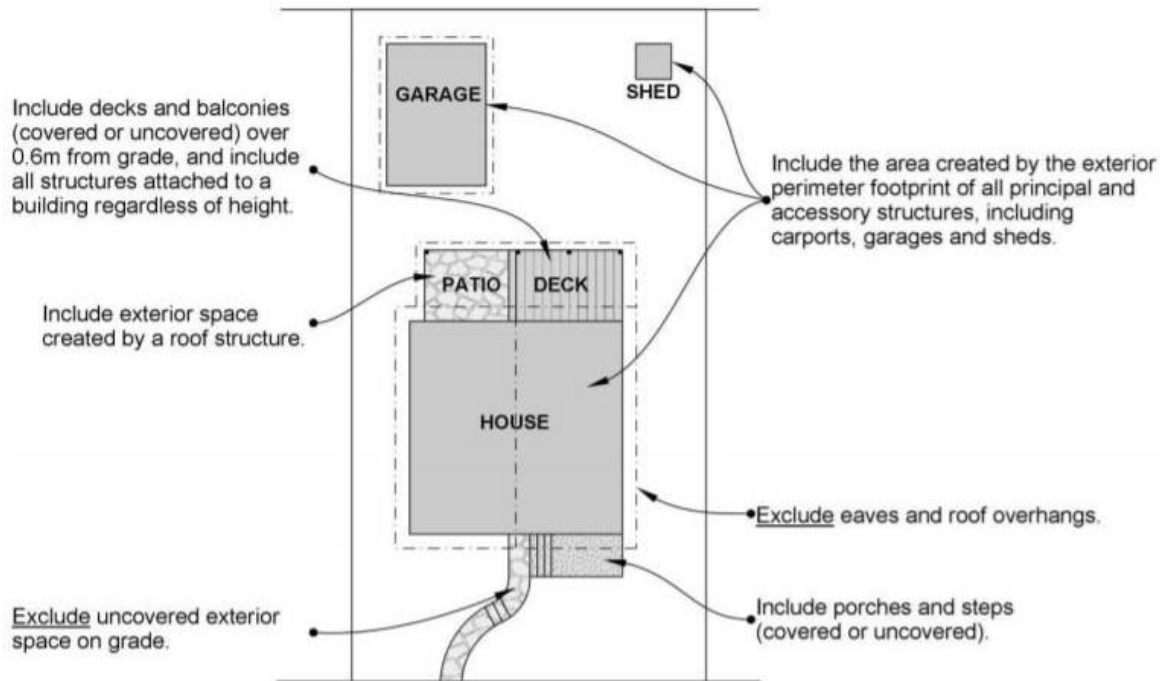 GARAGE
SHED
Include decks and balconies
(covered or uncovered) over
0.6m from grade, and include
all structures attached to a
building regardless of height.
Include the area created by the exterior
perimeter footprint of all principal and
accessory structures, including
carports, garages and sheds.
PATIO
DECK
Include exterior space
created by a roof structure.
HOUSE
Exclude eaves and roof overhangs.
Exclude uncovered exterior
space on grade.
Include porches and steps
(covered or uncovered).